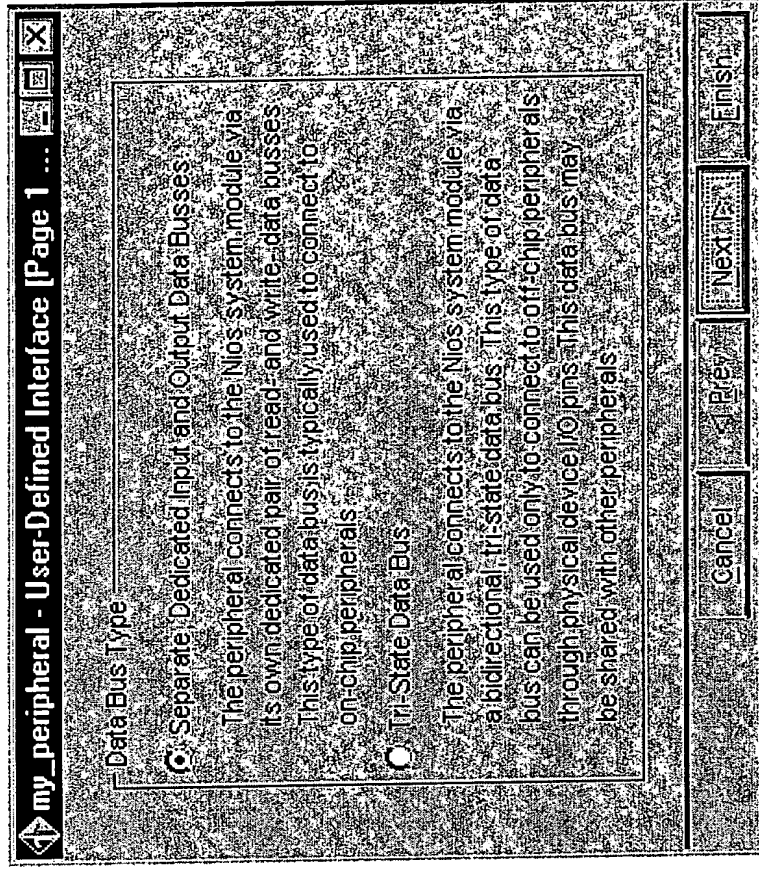 my_peripheral - User-Defined Interface [Page 1 ...
Data Bus Type
Separate, Dedicated Input and Output Data Busses
The peripheral connects to the Nios system module via
its own dedicated pair of read- and write- data busses
This type of data bus is typically used to connect to
on-chip peripherals
Tri-State Data Bus
The peripheral connects to the Nios system module via
a bidirectional, tri-state data bus. This type of data
bus can be used only to connect to off-chip peripherals
through physical device I/O pins. This data bus may
be shared with other peripherals.
Cancel
< Prev
Next >
Finish